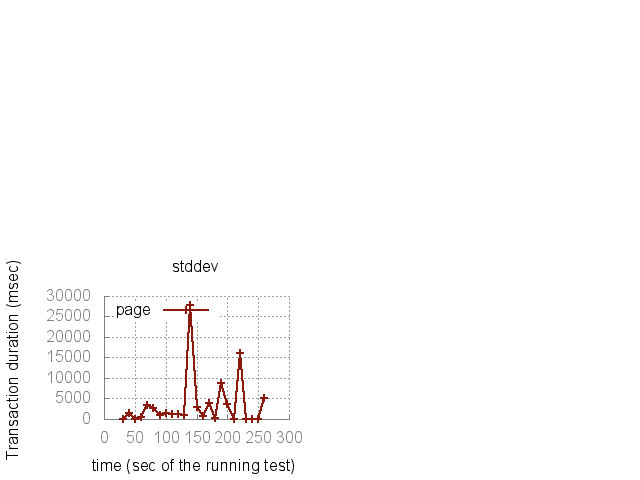 stddev
Transaction duration (msec)
30000
25000
20000
15000
10000
5000
0
page
0 50 100 150 200 250 300
time (sec of the running test)